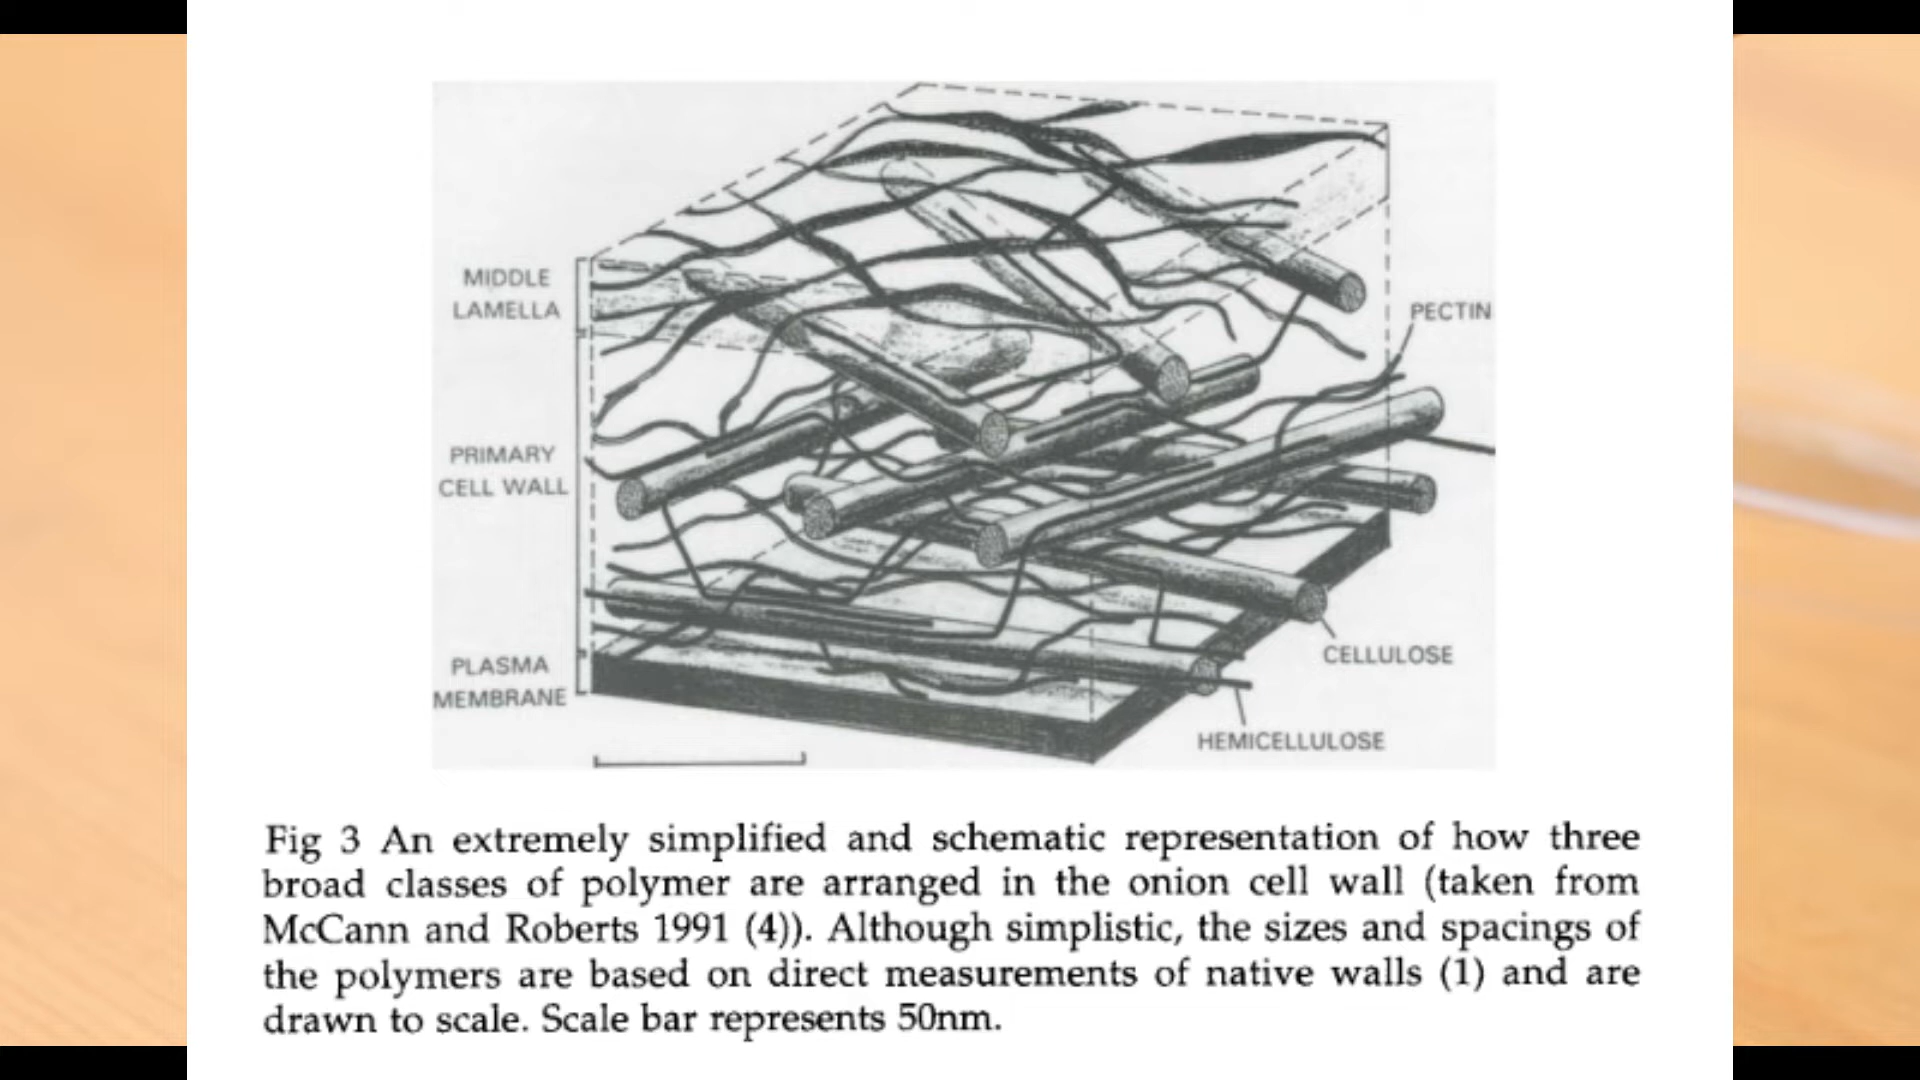 MIDDLE
LAMELLA
PECTIN
PRIMARY
CELL WALL
CELLULOSE
PLASMA
MEMBRANE
HEMICELLULOSE
Fig 3 An extremely simplified and schematic representation of how three
broad classes of polymer are arranged in the onion cell wall (taken from
McCann and Roberts 1991 (4)). Although simplistic, the sizes and spacings of
the polymers are based on direct measurements of native walls (1) and are
drawn to scale. Scale bar represents 50nm.